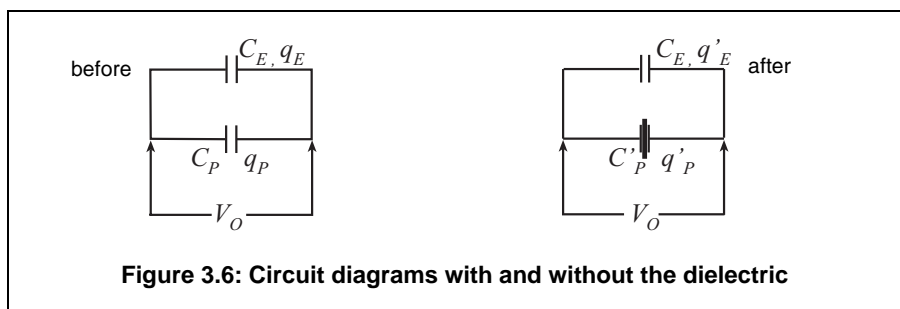 before C_E, q_E
C_P q_P
V_O
C_E, q'_E after
C'_P q'_P
V_O
Figure 3.6: Circuit diagrams with and without the dielectric